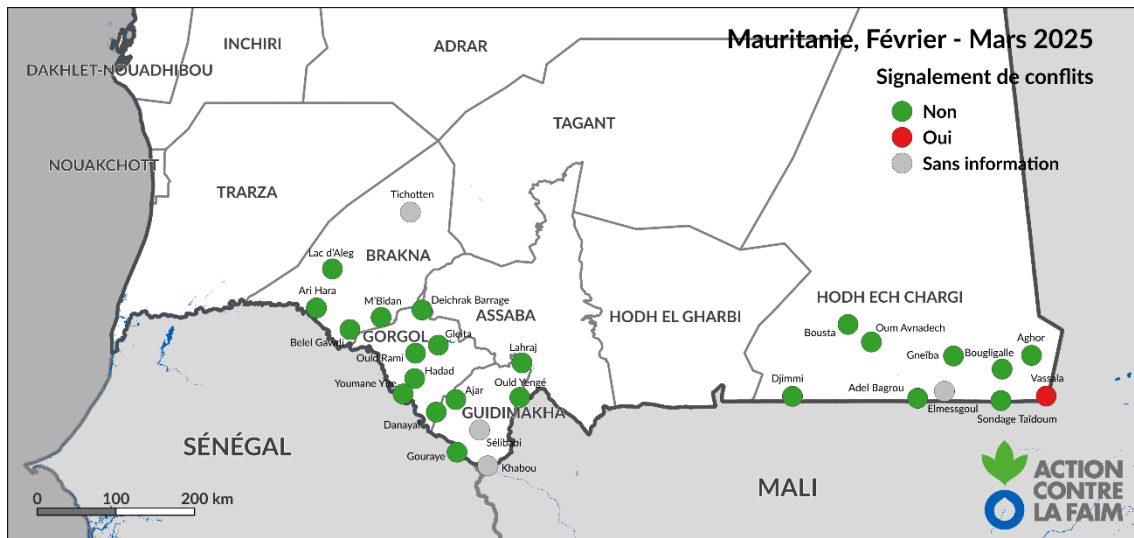 Mauritanie, Février - Mars 2025
Signalement de conflits
Non
Oui
Sans information
INCHIRI
ADRAR
DAKHLET-NOUADHIBOU
TAGANT
NOUAKCHOTT
TRARZA
Tichotten
BRAKNA
Lac d'Aleg
Ari Hara
M'Bidan
Deichrak Barrage
ASSABA
HODH EL GHARBI
HODH ECH CHARGI
Belel Gawdi
GORGOL
Gleita
Bousta
Oum Avnadech
Ould Rami
Lahraj
Gneïba
Bougligalle
Aghor
Hadad
Youmane Yire
Ajar
Ould Yengé
Djimmi
Adel Bagrou
Elmessgoul
Vassala
Sondage Taïdoum
GUIDIMAKHA
Danayal
Sélibabi
Gouraye
Khabou
SÉNÉGAL
MALI
0 100 200 km
ACTION
CONTRE
LA FAIM